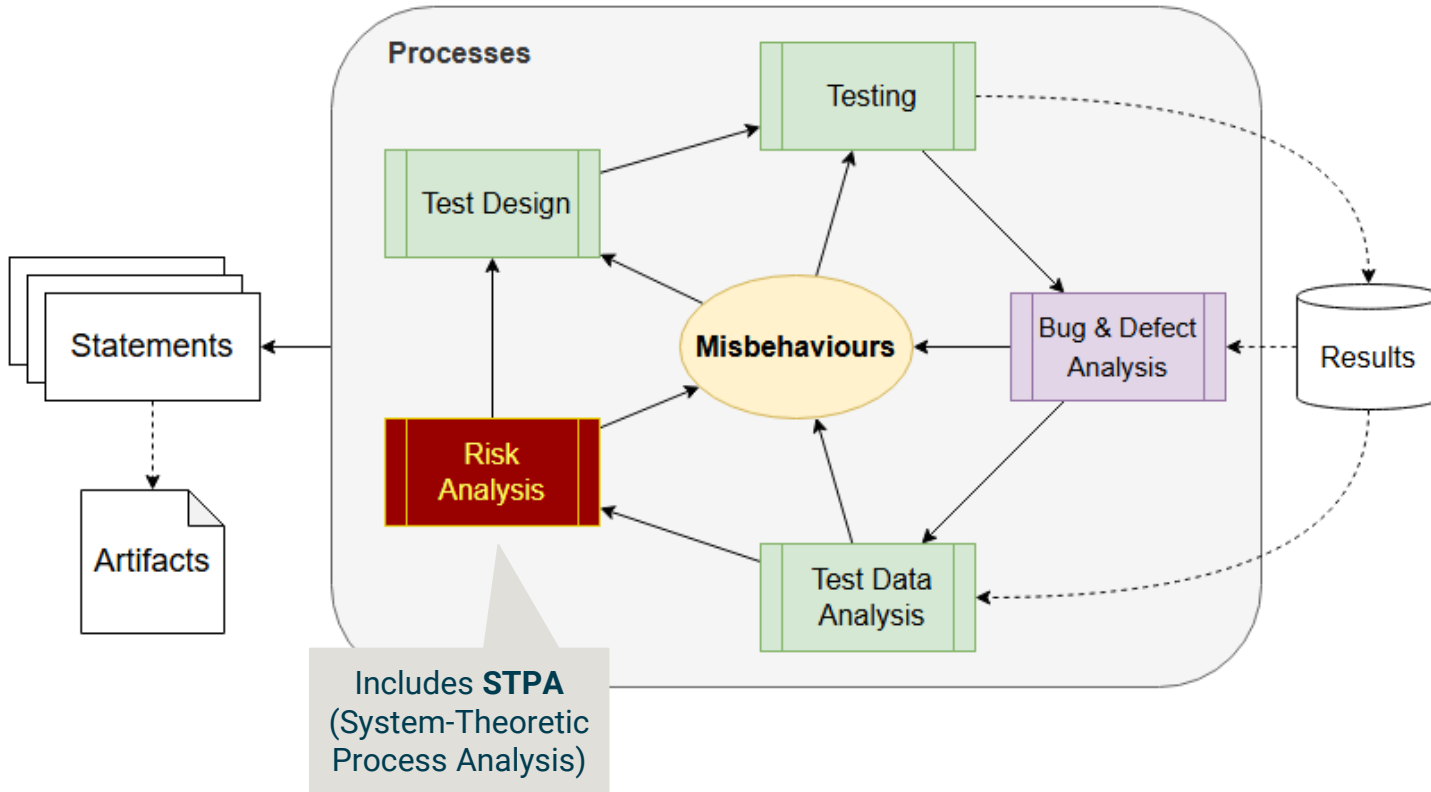 Processes
Testing
Test Design
Statements
Misbehaviours
Bug & Defect
Analysis
Results
Risk
Analysis
Artifacts
Test Data
Analysis
Includes STPA
(System-Theoretic
Process Analysis)